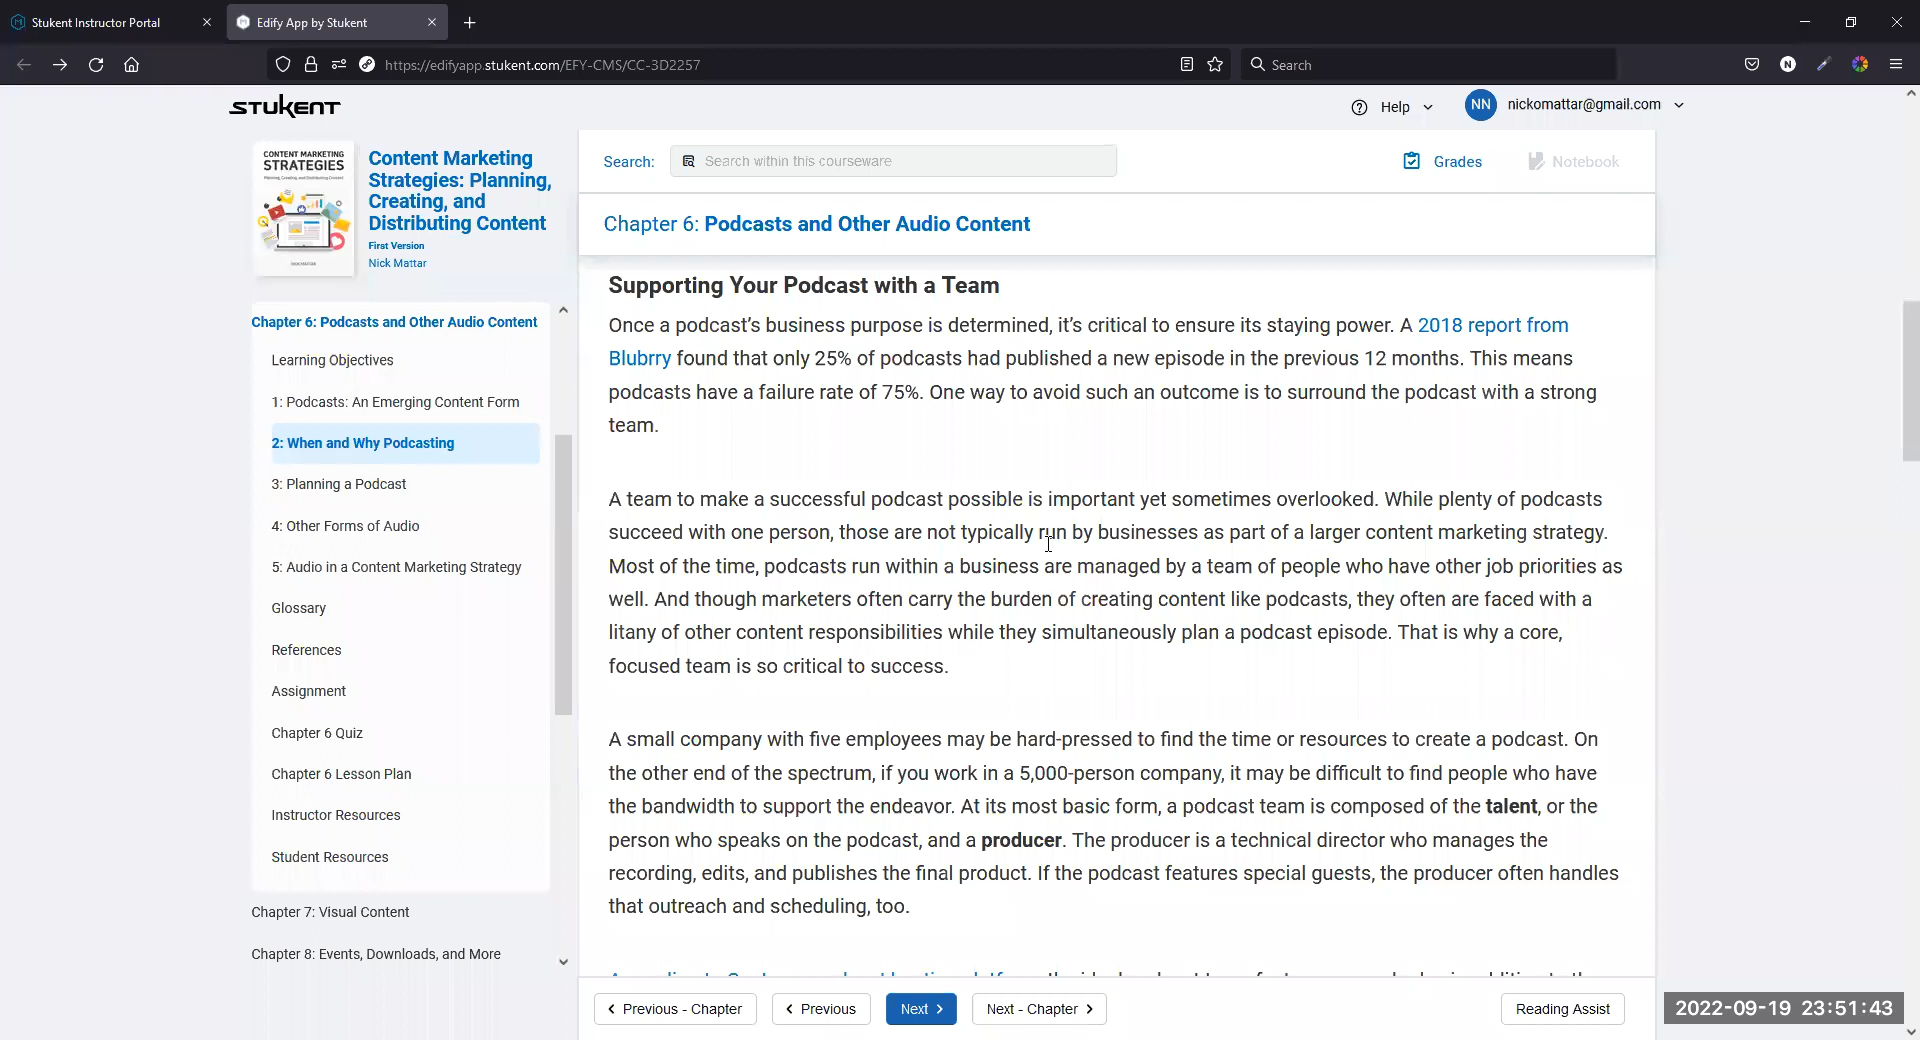 Stukent Instructor Portal
Edify App by Stukent
https://edifyapp.stukent.com/EFY-CMS/CC-3D2257
Search
N
STUKENT
Help
NN
nickomattar@gmail.com
CONTENT MARKETING
STRATEGIES
Planning, Creating, and Distributing Content
NICK MATTAR
Content Marketing
Strategies: Planning,
Creating, and
Distributing Content
First Version
Nick Mattar
Search:
Search within this courseware
Grades
Notebook
Chapter 6: Podcasts and Other Audio Content
Chapter 6: Podcasts and Other Audio Content
Learning Objectives
1: Podcasts: An Emerging Content Form
2: When and Why Podcasting
3: Planning a Podcast
4: Other Forms of Audio
5: Audio in a Content Marketing Strategy
Glossary
References
Assignment
Chapter 6 Quiz
Chapter 6 Lesson Plan
Instructor Resources
Student Resources
Chapter 7: Visual Content
Chapter 8: Events, Downloads, and More
Supporting Your Podcast with a Team
Once a podcast's business purpose is determined, it's critical to ensure its staying power. A 2018 report from
Blubrry found that only 25% of podcasts had published a new episode in the previous 12 months. This means
podcasts have a failure rate of 75%. One way to avoid such an outcome is to surround the podcast with a strong
team.
A team to make a successful podcast possible is important yet sometimes overlooked. While plenty of podcasts
succeed with one person, those are not typically run by businesses as part of a larger content marketing strategy.
Most of the time, podcasts run within a business are managed by a team of people who have other job priorities as
well. And though marketers often carry the burden of creating content like podcasts, they often are faced with a
litany of other content responsibilities while they simultaneously plan a podcast episode. That is why a core,
focused team is so critical to success.
A small company with five employees may be hard-pressed to find the time or resources to create a podcast. On
the other end of the spectrum, if you work in a 5,000-person company, it may be difficult to find people who have
the bandwidth to support the endeavor. At its most basic form, a podcast team is composed of the talent, or the
person who speaks on the podcast, and a producer. The producer is a technical director who manages the
recording, edits, and publishes the final product. If the podcast features special guests, the producer often handles
that outreach and scheduling, too.
Previous - Chapter
Previous
Next
Next - Chapter
Reading Assist
2022-09-19 23:51:43